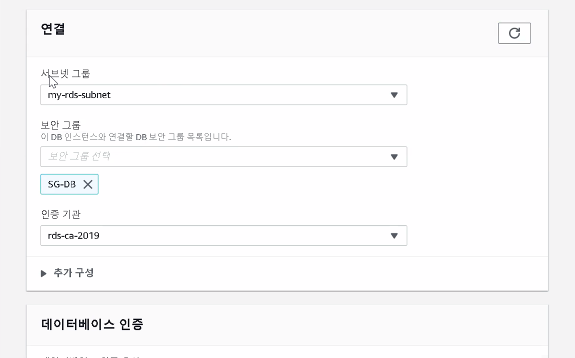 연결
서브넷 그룹
my-rds-subnet
보안 그룹
이 DB 인스턴스와 연결할 DB 보안 그룹 목록입니다.
보안 그룹 선택
SG-DB
인증 기관
rds-ca-2019
추가 구성
데이터베이스 인증